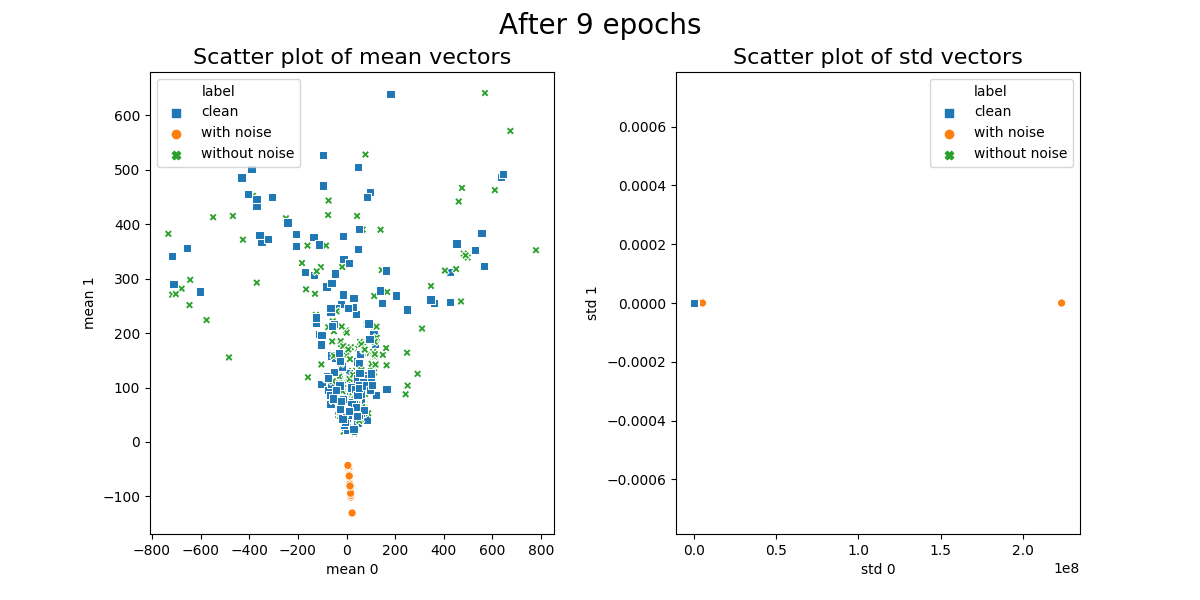 After 9 epochs
Scatter plot of mean vectors
label
clean
with noise
without noise
600
500
400
300
200
100
0
−100
mean 1
−800
−600
−400
−200
0
200
400
600
800
mean 0
Scatter plot of std vectors
label
clean
with noise
without noise
0.0006
0.0004
0.0002
0.0000
−0.0002
−0.0004
−0.0006
std 1
0.0
0.5
1.0
1.5
2.0
1e8
std 0